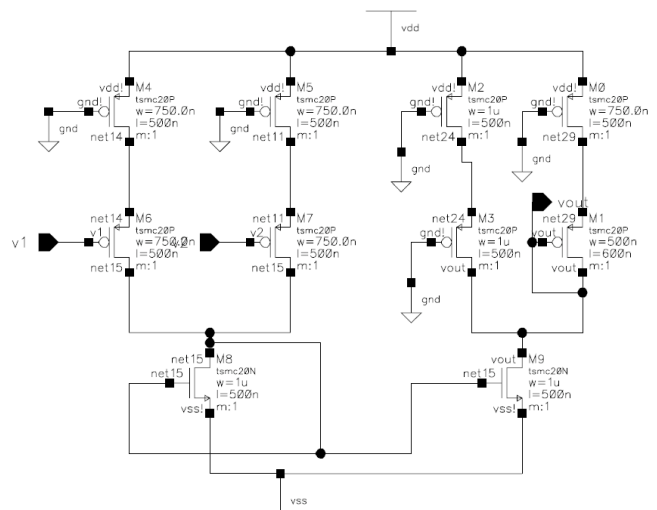 vdd
vdd!
M4
tsmc20P
w=750.0n
l=500n
m:1
gnd!
gnd
net14
vdd!
M5
tsmc20P
w=750.0n
l=500n
m:1
gnd!
gnd
net11
vdd!
M2
tsmc20P
w=1u
l=500n
m:1
gnd!
gnd
net24
vdd!
M0
tsmc20P
w=750.0n
l=500n
m:1
gnd!
gnd
net29
v1
net14
M6
tsmc20P
w=750.0n
l=500n
m:1
v1
net15
net11
M7
tsmc20P
w=750.0n
l=500n
m:1
v2
net15
net24
M3
tsmc20P
w=1u
l=500n
m:1
gnd!
gnd
vout
vout
net29
M1
tsmc20P
w=500n
l=600n
m:1
vout
vout
net15
M8
tsmc20N
w=1u
l=500n
m:1
net15
vss!
vout
M9
tsmc20N
w=1u
l=500n
m:1
net15
vss!
vss